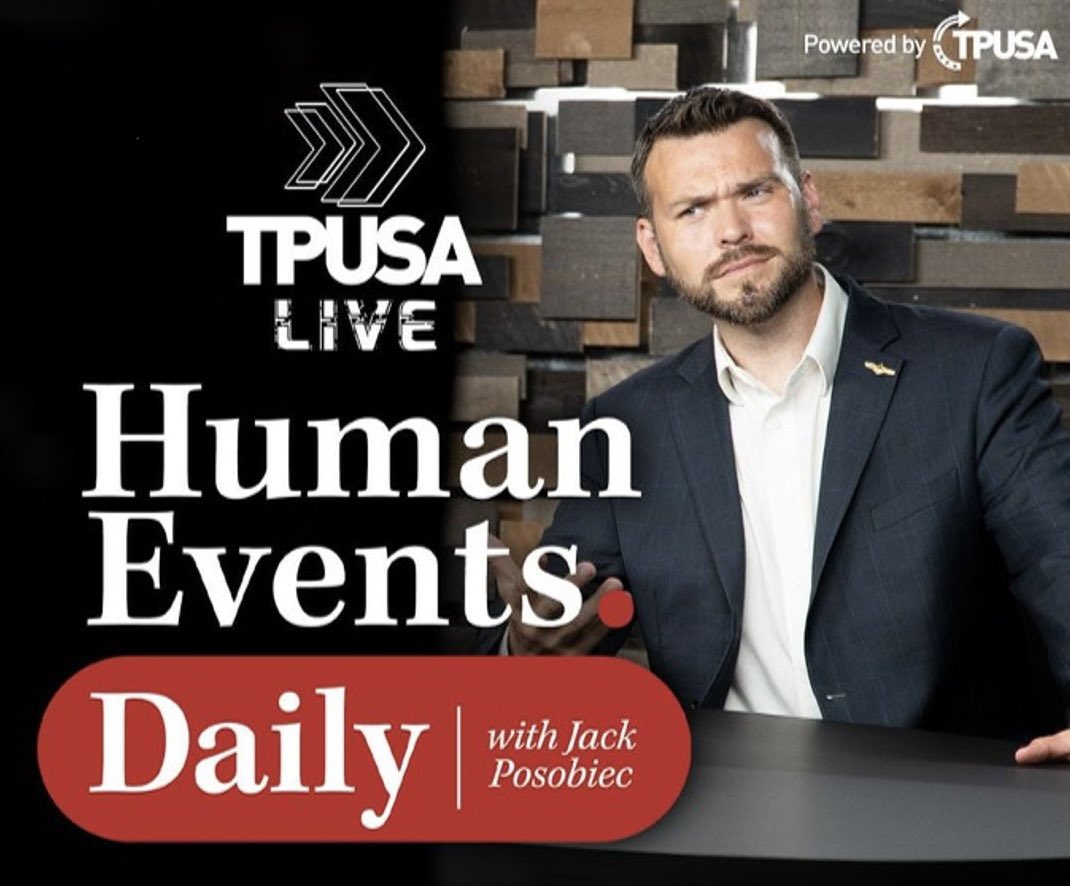 Powered by TPUSA
TPUSA
LIVE
Human
Events.
Daily
with Jack
Posobiec